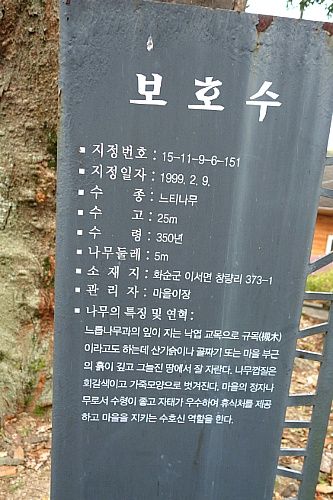 보호수
▪ 지정번호 : 15-11-9-6-151
▪ 지정일자 : 1999. 2. 9.
▪ 수 종 : 느티나무
▪ 수 고 : 25m
▪ 수 령 : 350년
▪ 나무둘레 : 5m
▪ 소 재 지 : 화순군 이서면 창랑리 373-1
▪ 관 리 자 : 마을이장
▪ 나무의 특징 및 연혁:
느릅나무과의 잎이 지는 낙엽 교목으로 규목(槻木)
이라고도 하는데 산기슭이나 골짜기 또는 마을 부근
의 흙이 깊고 그늘진 땅에서 잘 자란다. 나무껍질은
회갈색이고 가죽모양으로 벗겨진다. 마을의 정자나
무로서 수형이 좋고 자태가 우수하여 휴식처를 제공
하고 마을을 지키는 수호신 역할을 한다.